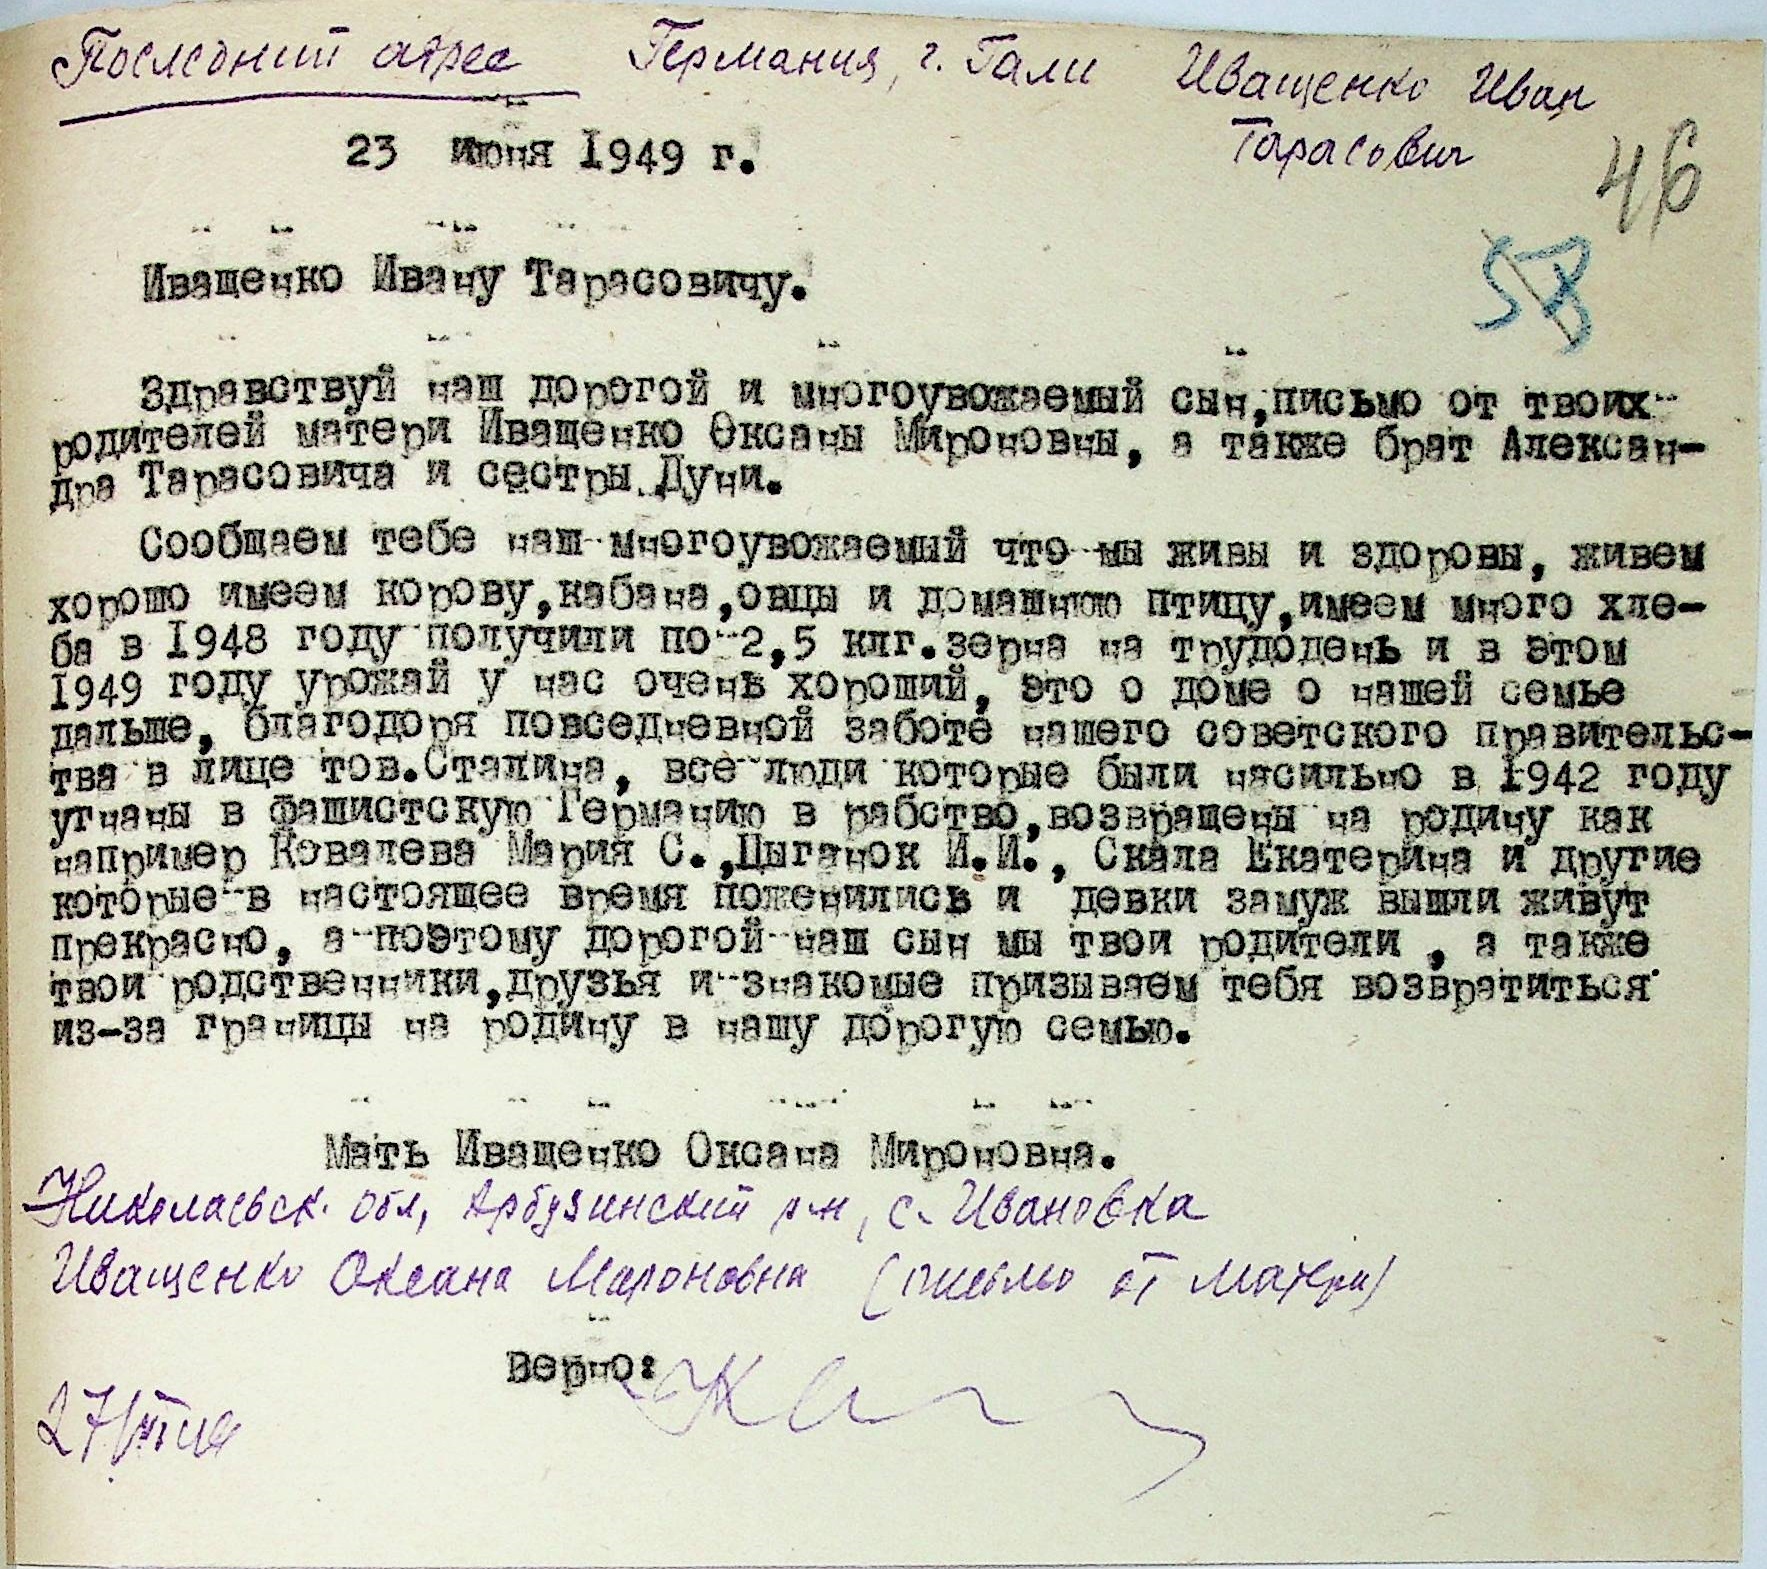 Последний адрес Германия, г. Гали Иващенко Иван
Тарасович
46
23 июня 1949 г.
58
Иващенко Ивану Тарасовичу.
Здравствуй наш дорогой и многоувожаемый сын,письмо от твоих
родителей матери Иващенко Оксаны Мироновны, а также брат Алексан-
дра Тарасовича и сестры Дуни.
Сообщаем тебе наш многоувожаемый что мы живы и здоровы, живем
хорошо имеем корову,кабана,овцы и домашнюю птицу,имеем много хле-
ба в 1948 году получили по 2,5 клг.зерна на трудодень и в этом
1949 году урожай у нас очень хороший, это о доме о нашей семье
дальше, благодоря повседневной заботе нашего советского правительс-
тва в лице тов.Сталина, все люди которые были насильно в 1942 году
угнаны в фашистскую Германию в рабство,возвращены на родину как
например Ковалева Мария С.,Цыганок И.И., Скала Екатерина и другие
которые в настоящее время поженились и девки замуж вышли живут
прекрасно, а поэтому дорогой наш сын мы твои родители , а также
твои родственники,друзья и знакомые призываем тебя возвратиться
из-за границы на родину в нашу дорогую семью.
Мать Иващенко Оксана Мироновна.
Николаевск. обл, Арбузинский р-н, с. Ивановка
Иващенко Оксана Мироновна (письмо от матери)
Верно: